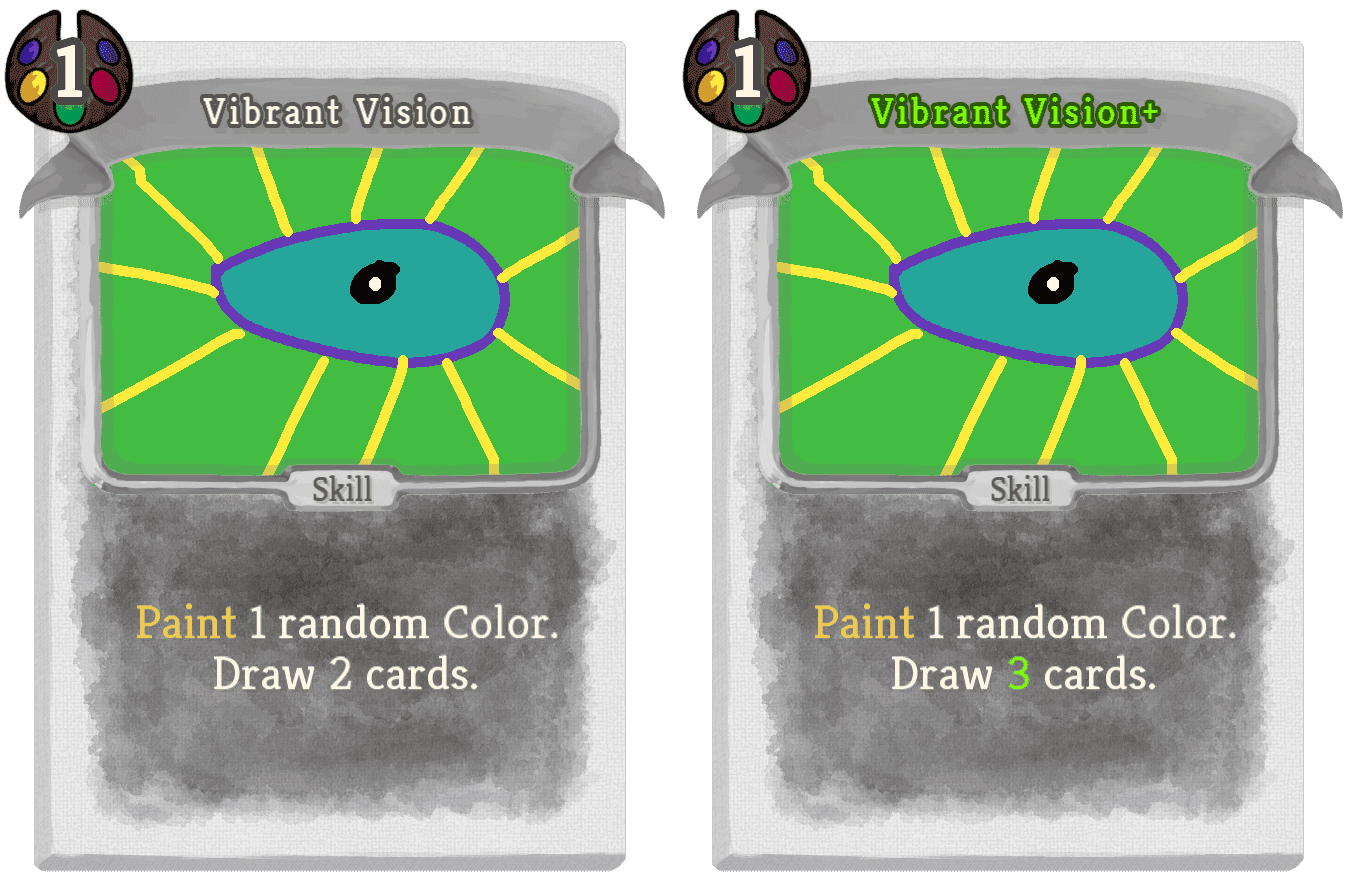 1
Vibrant Vision
Skill
Paint 1 random Color.
Draw 2 cards.
1
Vibrant Vision+
Skill
Paint 1 random Color.
Draw 3 cards.